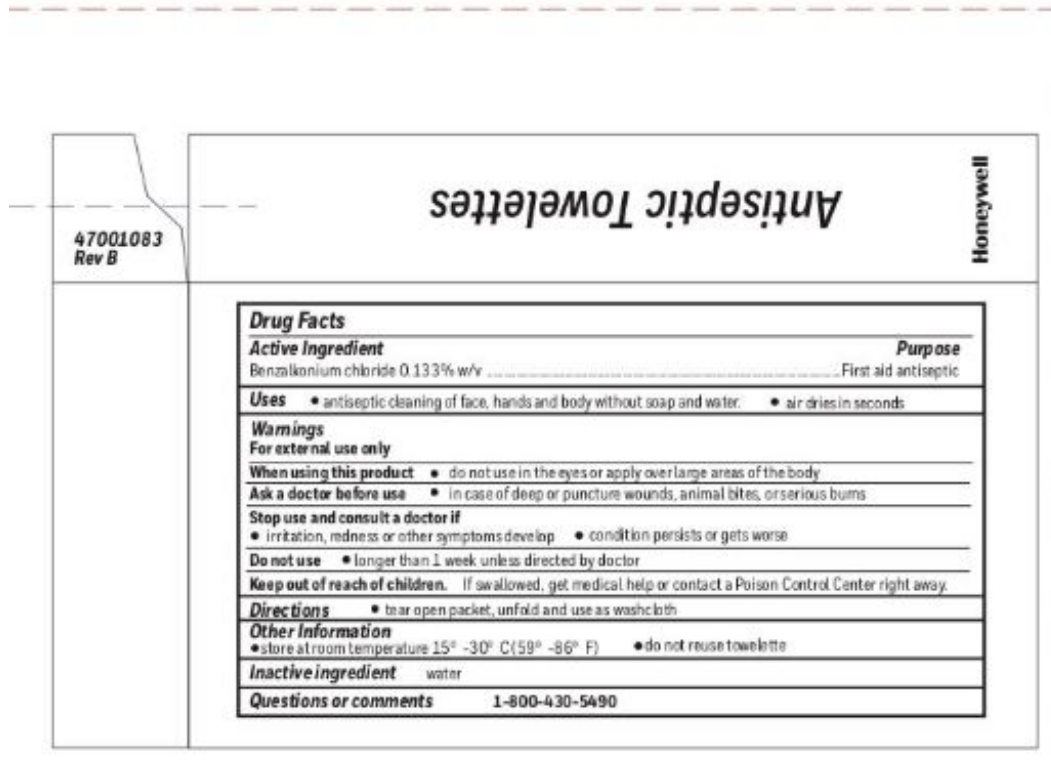 Antiseptic Towelettes
Honeywell
47001083
Rev B
Drug Facts
Active Ingredient Purpose
Benzalkonium chloride 0.133% w/v ........ First aid antiseptic
Uses • antiseptic cleaning of face, hands and body without soap and water. • air dries in seconds
Warnings
For external use only
When using this product • do not use in the eyes or apply over large areas of the body
Ask a doctor before use • in case of deep or puncture wounds, animal bites, or serious burns
Stop use and consult a doctor if
• irritation, redness or other symptoms develop • condition persists or gets worse
Do not use • longer than 1 week unless directed by doctor
Keep out of reach of children. If swallowed, get medical help or contact a Poison Control Center right away.
Directions • tear open packet, unfold and use as washcloth
Other Information
• store at room temperature 15° -30° C (59° -86° F) • do not reuse towelette
Inactive ingredient water
Questions or comments 1-800-430-5490